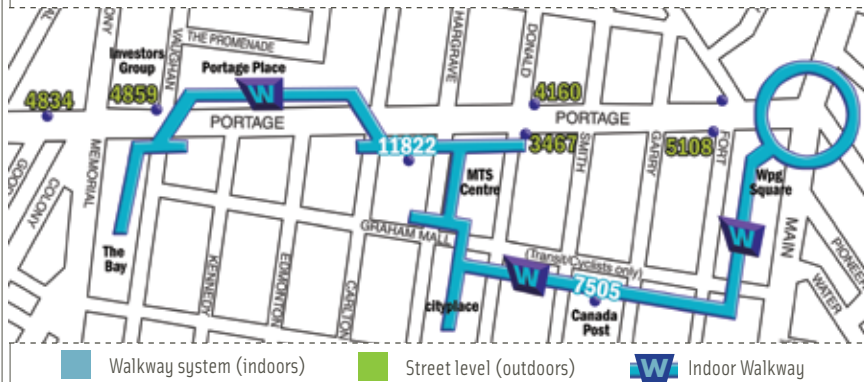 ONY
VAUGHAN
THE PROMENADE
HARGRAVE
DONALD
Investors
Group
Portage Place
W
4834
4859
4160
PORTAGE
PORTAGE
11822
3467
SMITH
GARRY
5108
FORT
MEMORIAL
GOO
COLONY
MTS
Centre
Wpg
Square
GRAHAM MALL
W
MAIN
PIONEER
The
Bay
KENNEDY
EDMONTON
CARLTON
(Transit/Cyclists only)
W
7505
WATER
cityplace
Canada
Post
Walkway system (indoors)
Street level (outdoors)
W Indoor Walkway